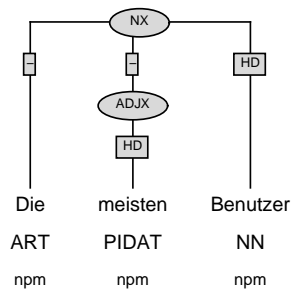 NX
– – HD
ADJX
HD
Die meisten Benutzer
ART PIDAT NN
npm npm npm